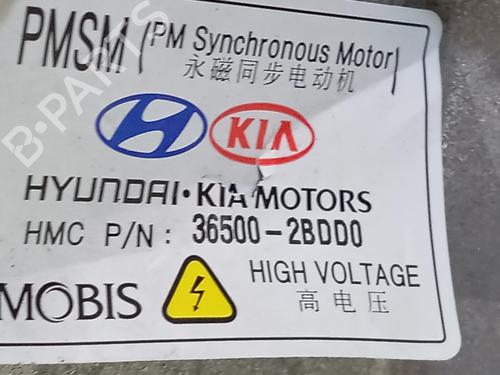 PMSM (PM Synchronous Motor)
永磁同步电动机
KIA
HYUNDAI·KIA MOTORS
HMC P/N: 36500-2BDD0
MOBIS
HIGH VOLTAGE
高电压
B-PARTS